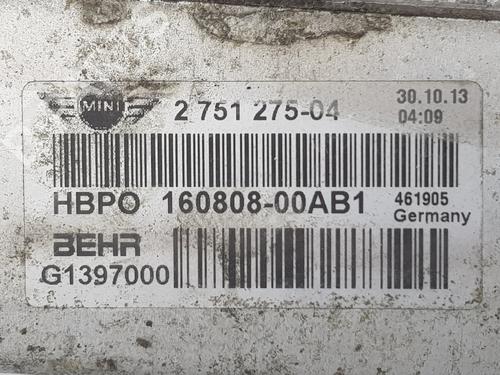 MINI 2 751 275-04 30.10.13
04:09
HBPO 160808-00AB1 461905
Germany
BEHR
G1397000